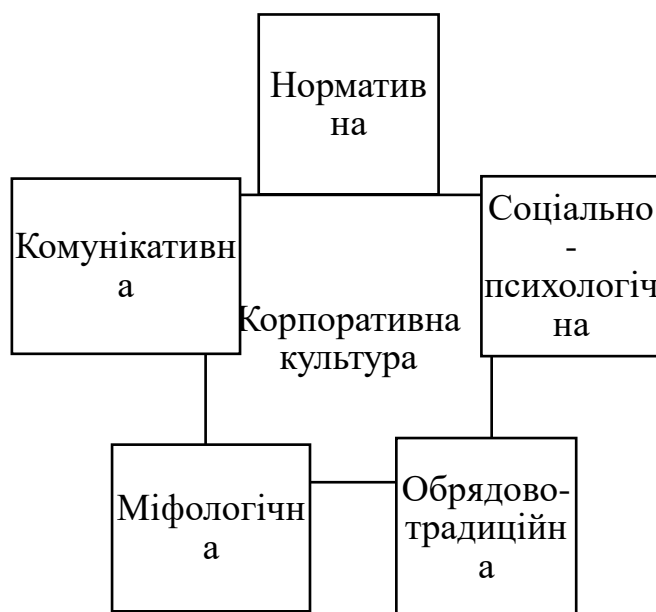 Норматив
на
Комунікативн
а
Соціально
-
психологіч
на
Корпоративна
культура
Міфологічн
а
Обрядово-
традиційн
а